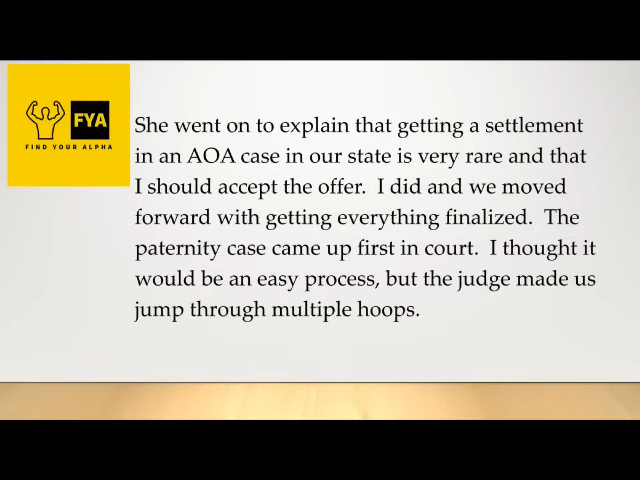 FYA
FIND YOUR ALPHA
She went on to explain that getting a settlement
in an AOA case in our state is very rare and that
I should accept the offer.  I did and we moved
forward with getting everything finalized.  The
paternity case came up first in court.  I thought it
would be an easy process, but the judge made us
jump through multiple hoops.